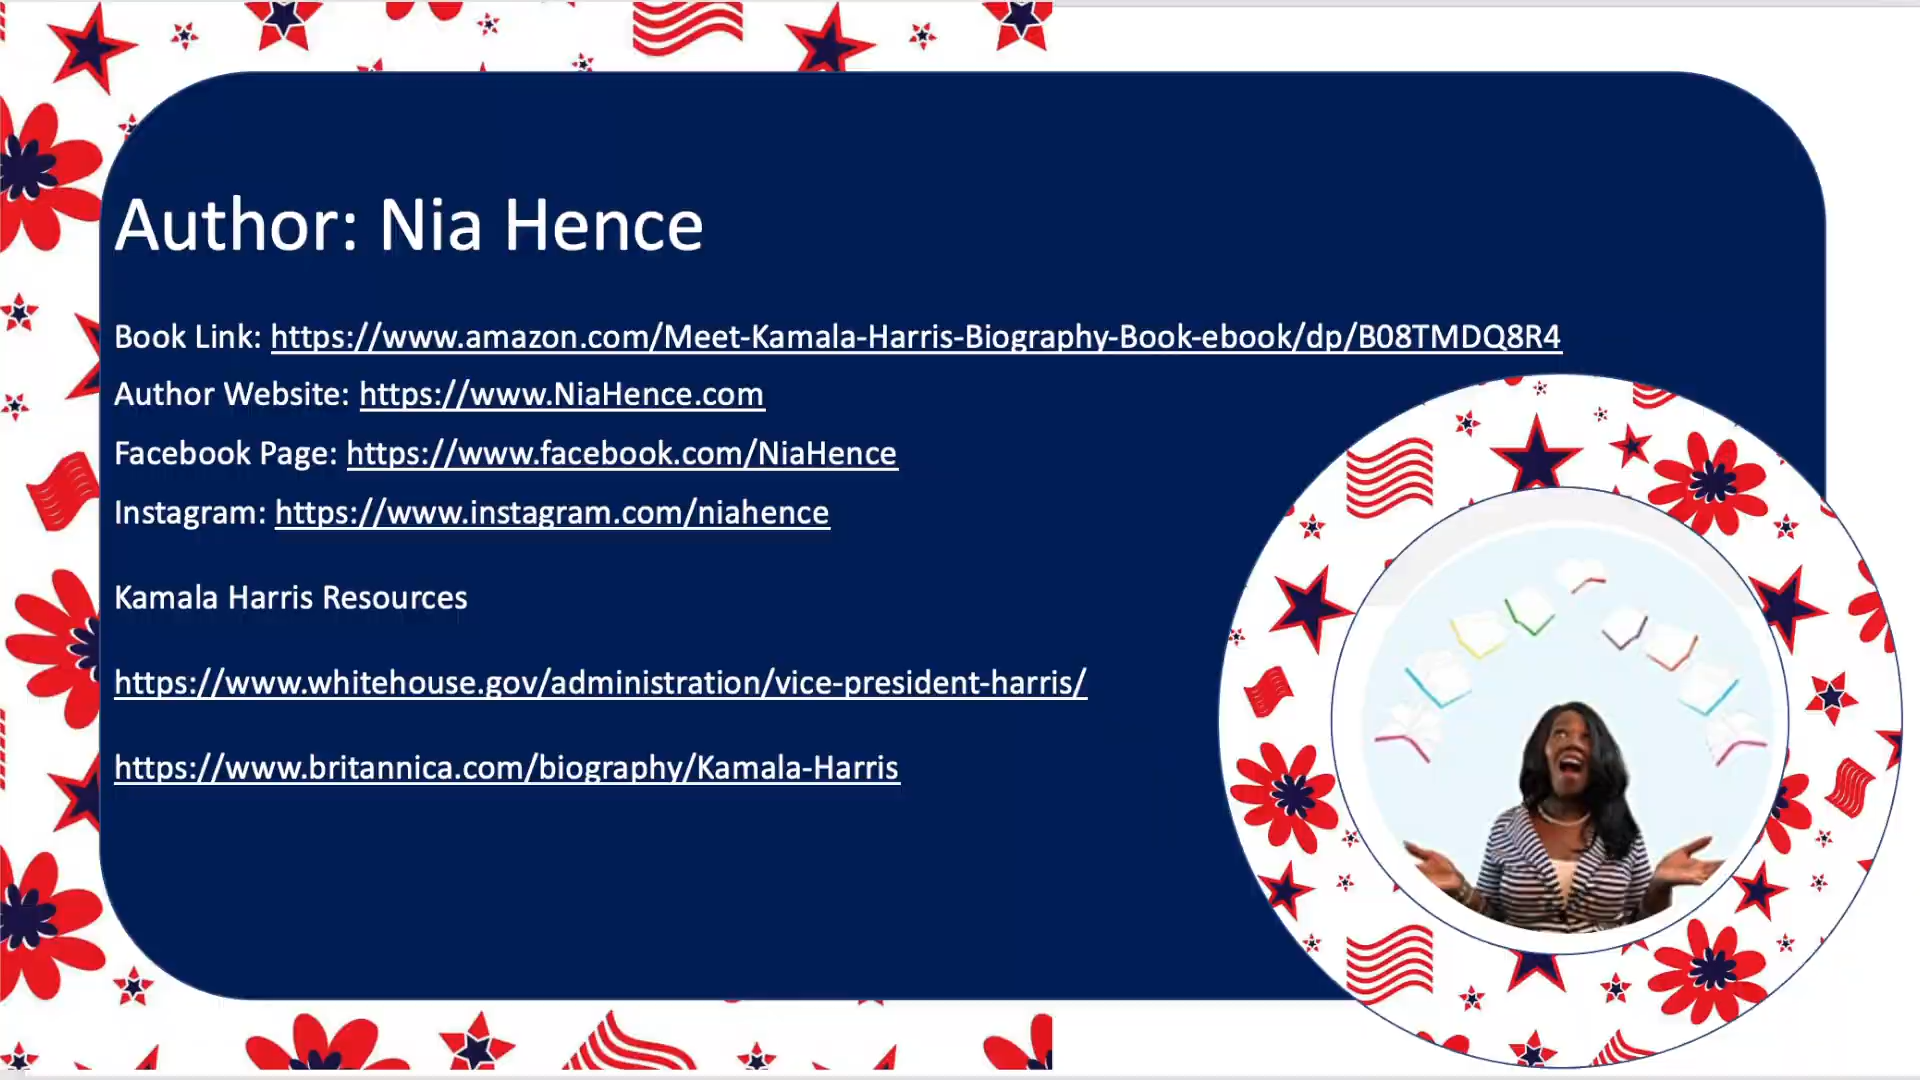 Author: Nia Hence
Book Link: https://www.amazon.com/Meet-Kamala-Harris-Biography-Book-ebook/dp/B08TMDQ8R4
Author Website: https://www.NiaHence.com
Facebook Page: https://www.facebook.com/NiaHence
Instagram: https://www.instagram.com/niahence
Kamala Harris Resources
https://www.whitehouse.gov/administration/vice-president-harris/
https://www.britannica.com/biography/Kamala-Harris